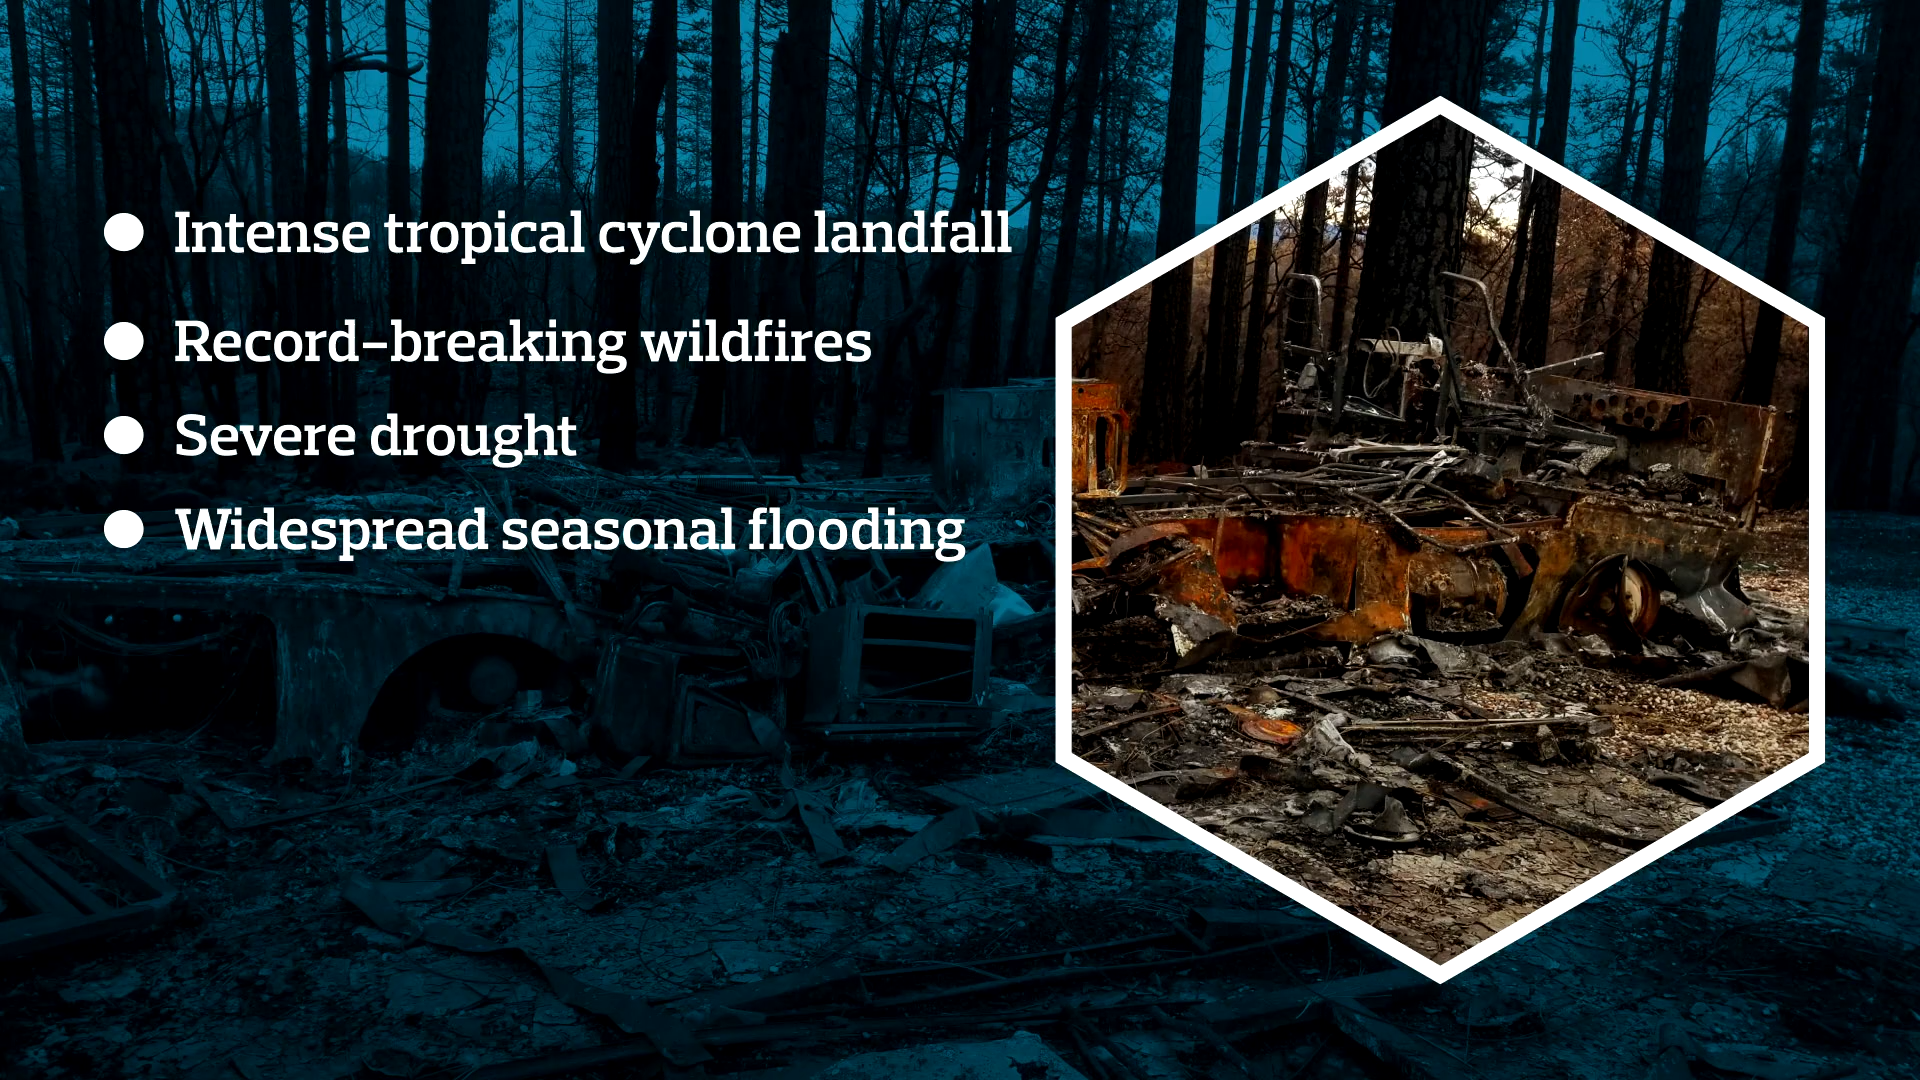 Intense tropical cyclone landfall
Record-breaking wildfires
Severe drought
Widespread seasonal flooding